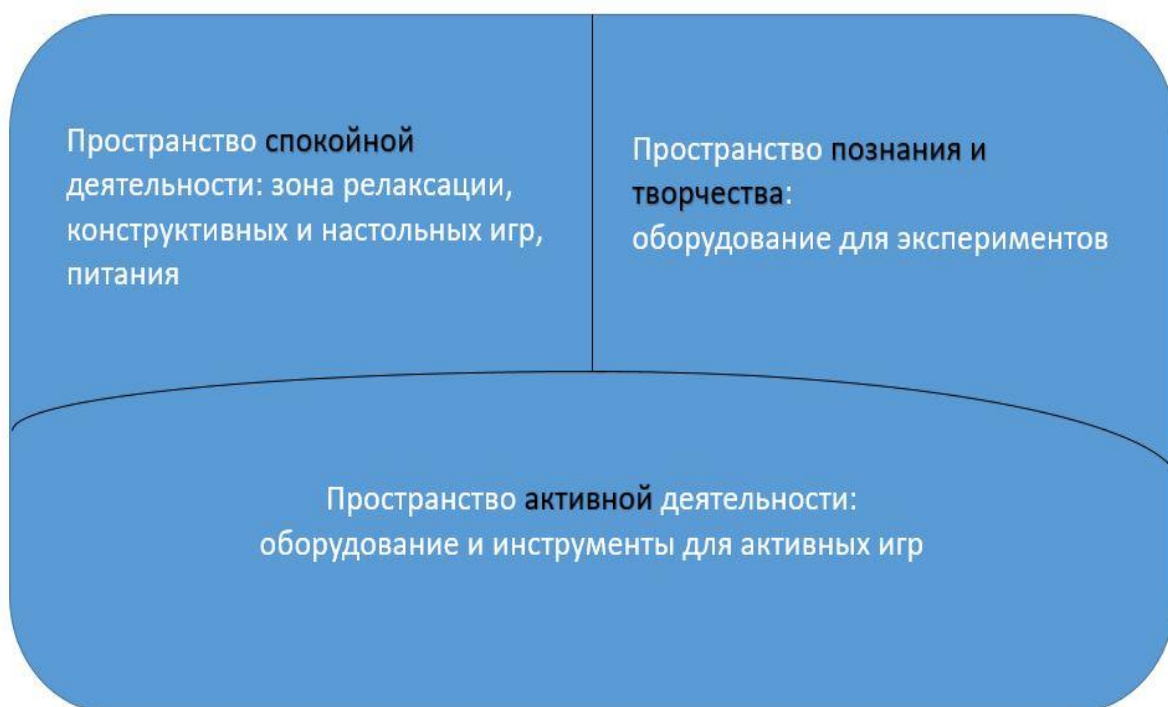 Пространство спокойной
деятельности: зона релаксации,
конструктивных и настольных игр,
питания
Пространство познания и
творчества:
оборудование для экспериментов
Пространство активной деятельности:
оборудование и инструменты для активных игр